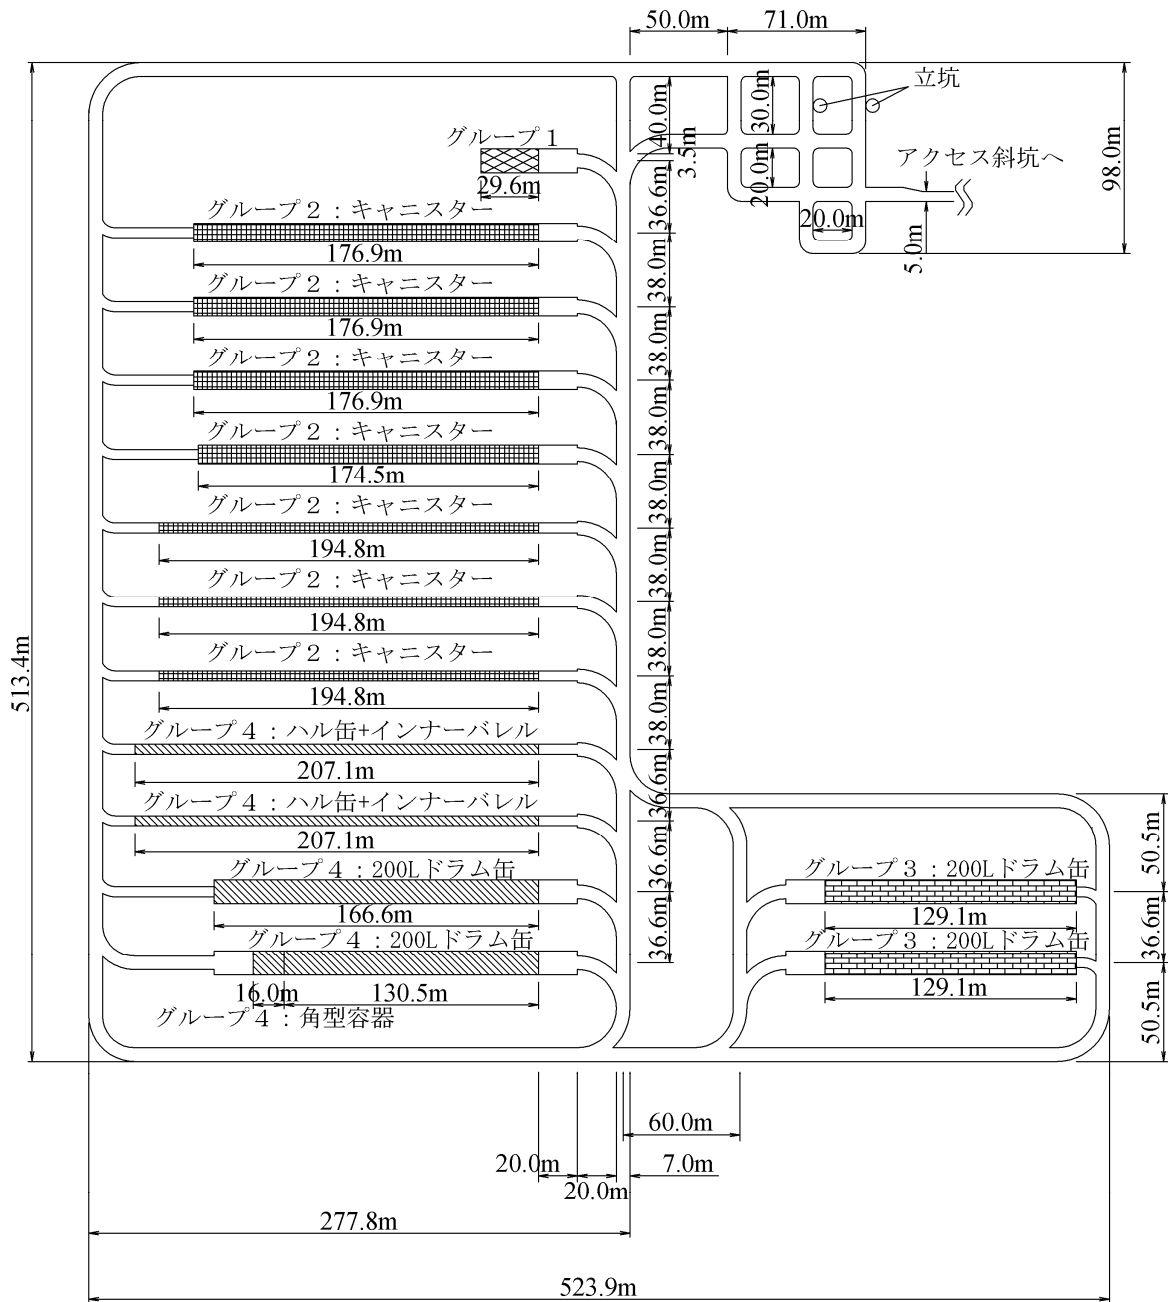 50.0m
71.0m
立坑
30.0m
40.0m
3.5m
アクセス斜坑へ
98.0m
グループ1
29.6m
20.0m
36.6m
20.0m
5.0m
グループ2：キャニスター
176.9m
38.0m
グループ2：キャニスター
176.9m
38.0m
グループ2：キャニスター
176.9m
38.0m
グループ2：キャニスター
174.5m
38.0m
グループ2：キャニスター
194.8m
38.0m
グループ2：キャニスター
194.8m
38.0m
グループ2：キャニスター
194.8m
38.0m
513.4m
グループ4：ハル缶+インナーバレル
207.1m
36.6m
グループ4：ハル缶+インナーバレル
207.1m
36.6m
50.5m
グループ4：200Lドラム缶
166.6m
36.6m
グループ3：200Lドラム缶
129.1m
36.6m
グループ4：200Lドラム缶
16.0m
130.5m
グループ4：角型容器
グループ3：200Lドラム缶
129.1m
50.5m
60.0m
20.0m
20.0m
7.0m
277.8m
523.9m